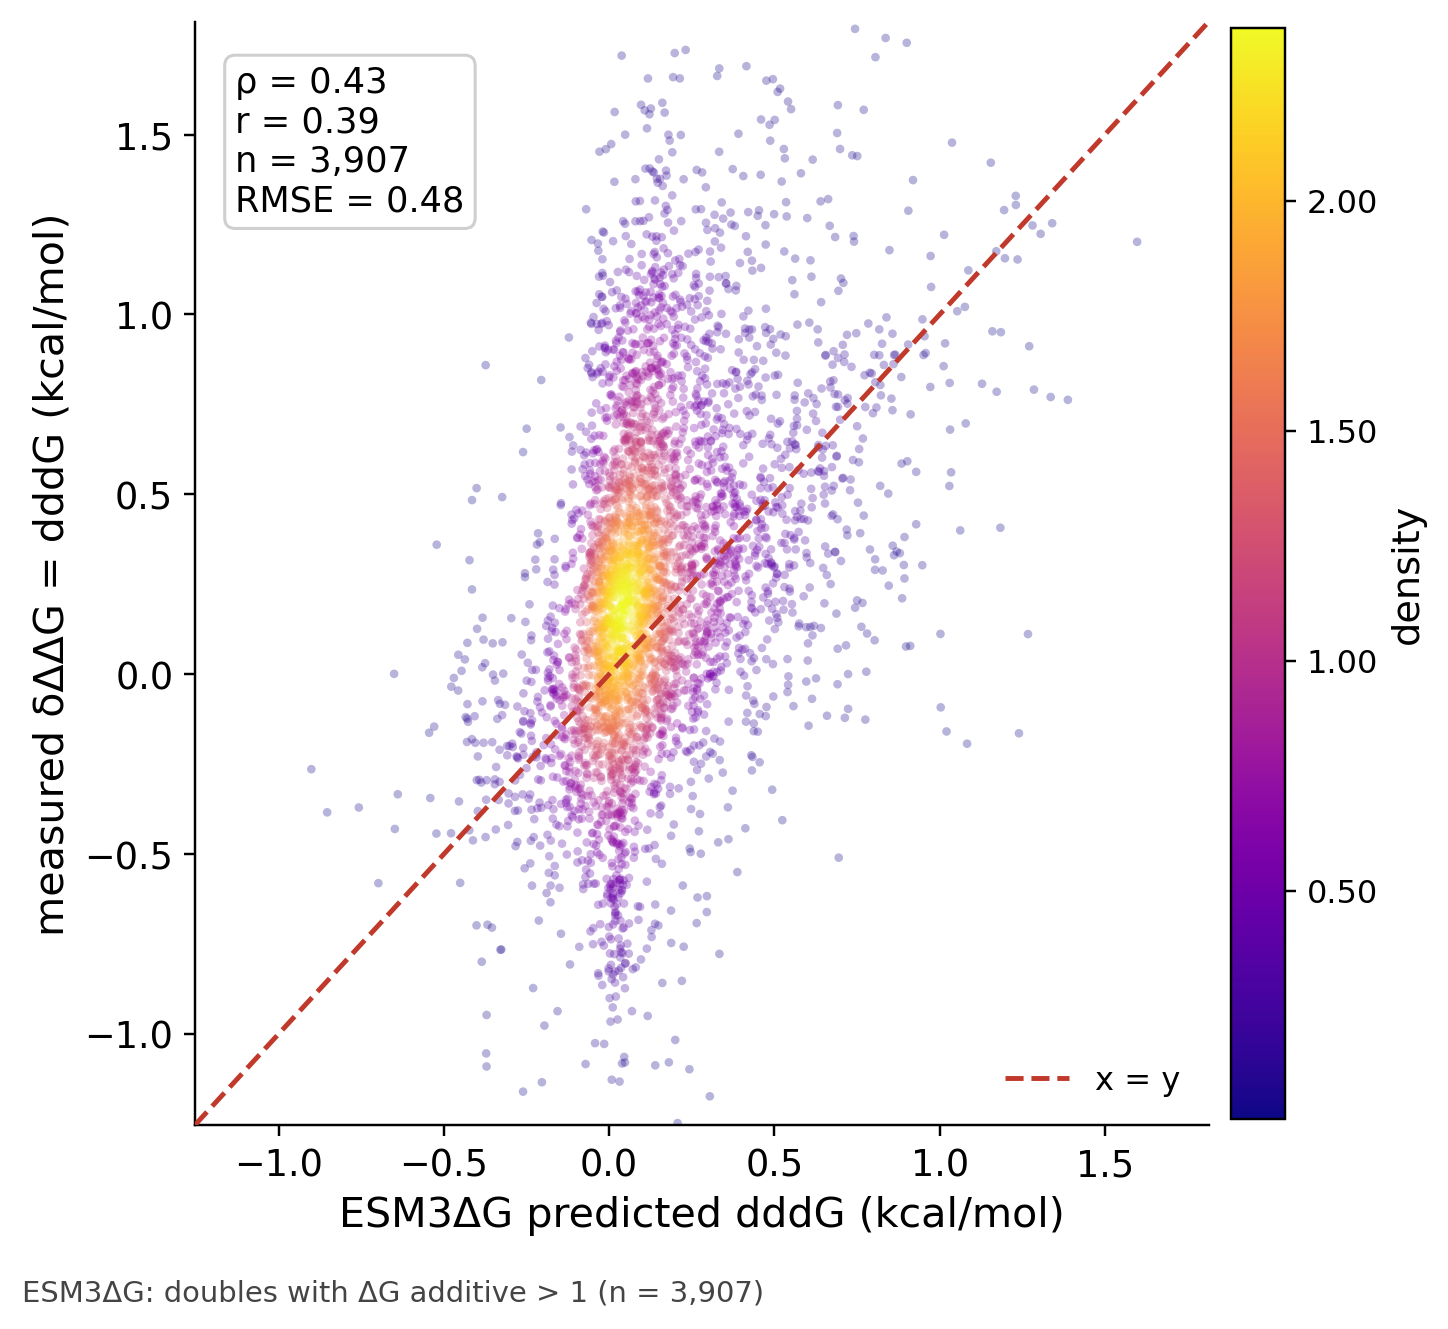 ρ = 0.43
r = 0.39
n = 3,907
RMSE = 0.48
measured δΔΔG = dddG (kcal/mol)
1.5
1.0
0.5
0.0
−0.5
−1.0
−1.0
−0.5
0.0
0.5
1.0
1.5
ESM3ΔG predicted dddG (kcal/mol)
x = y
2.00
1.50
1.00
0.50
density
ESM3ΔG: doubles with ΔG additive > 1 (n = 3,907)